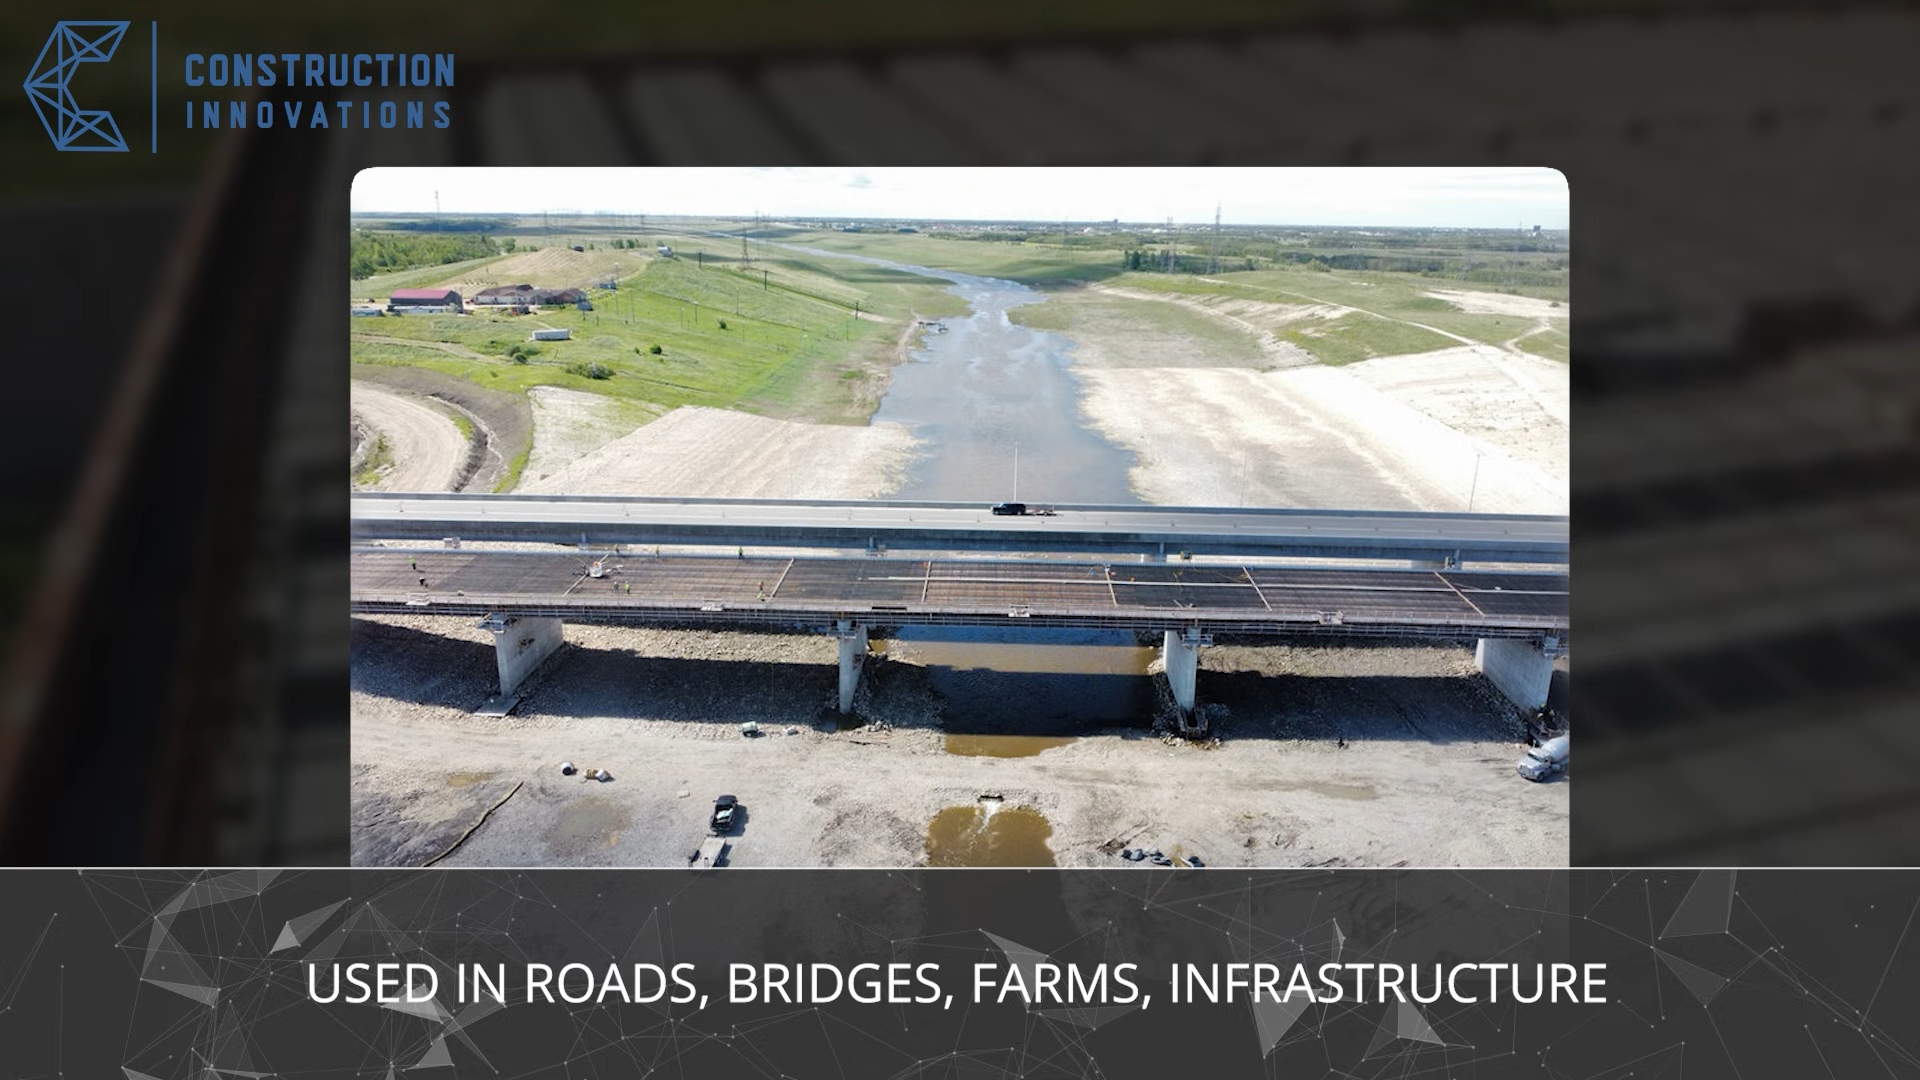 CONSTRUCTION
INNOVATIONS
USED IN ROADS, BRIDGES, FARMS, INFRASTRUCTURE